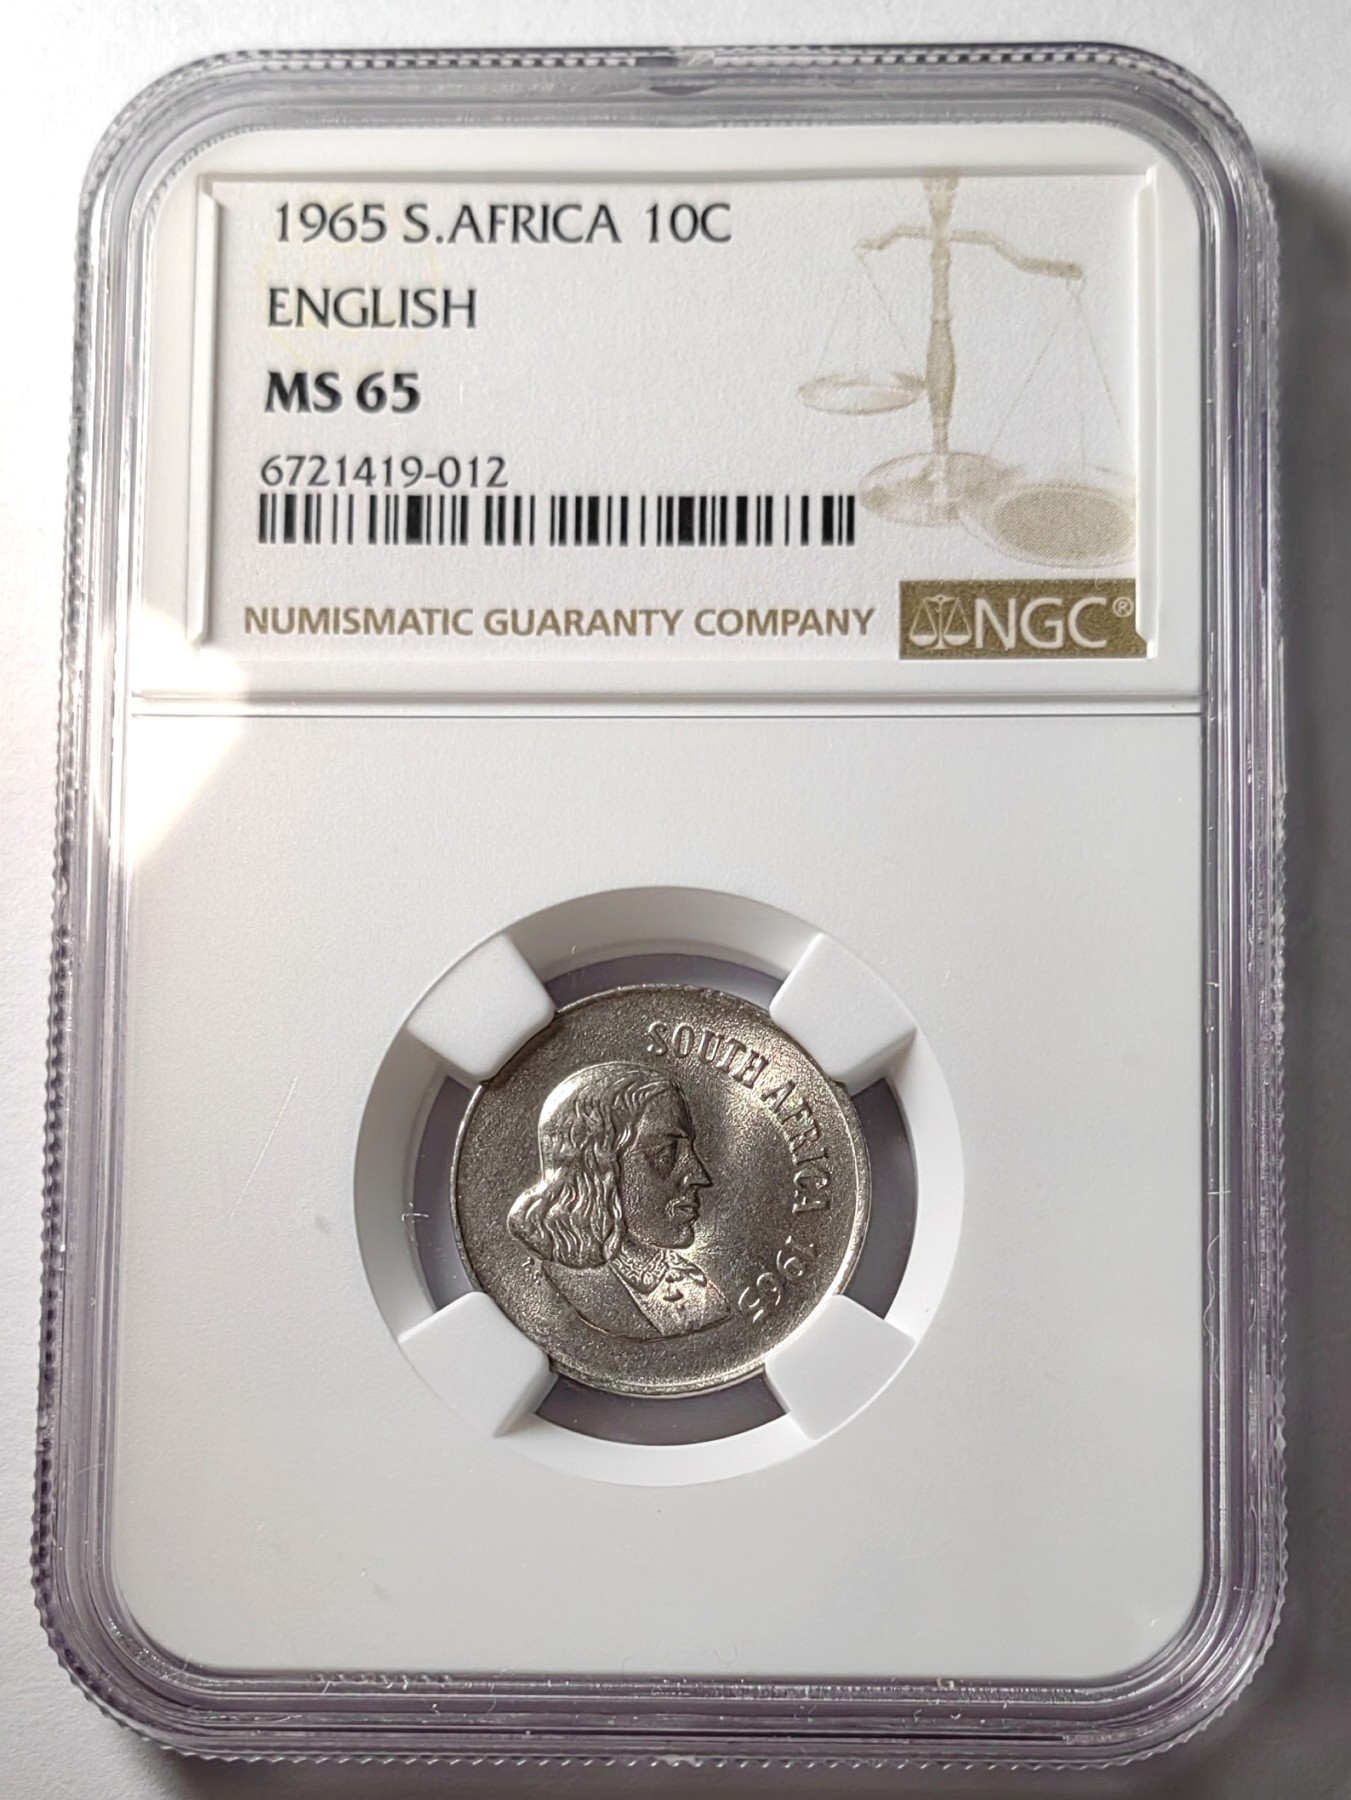 1965 S.AFRICA 10C
ENGLISH
MS 65
6721419-012
NUMISMATIC GUARANTY COMPANY
NGC®
SOUTH AFRICA 1965
T.S.